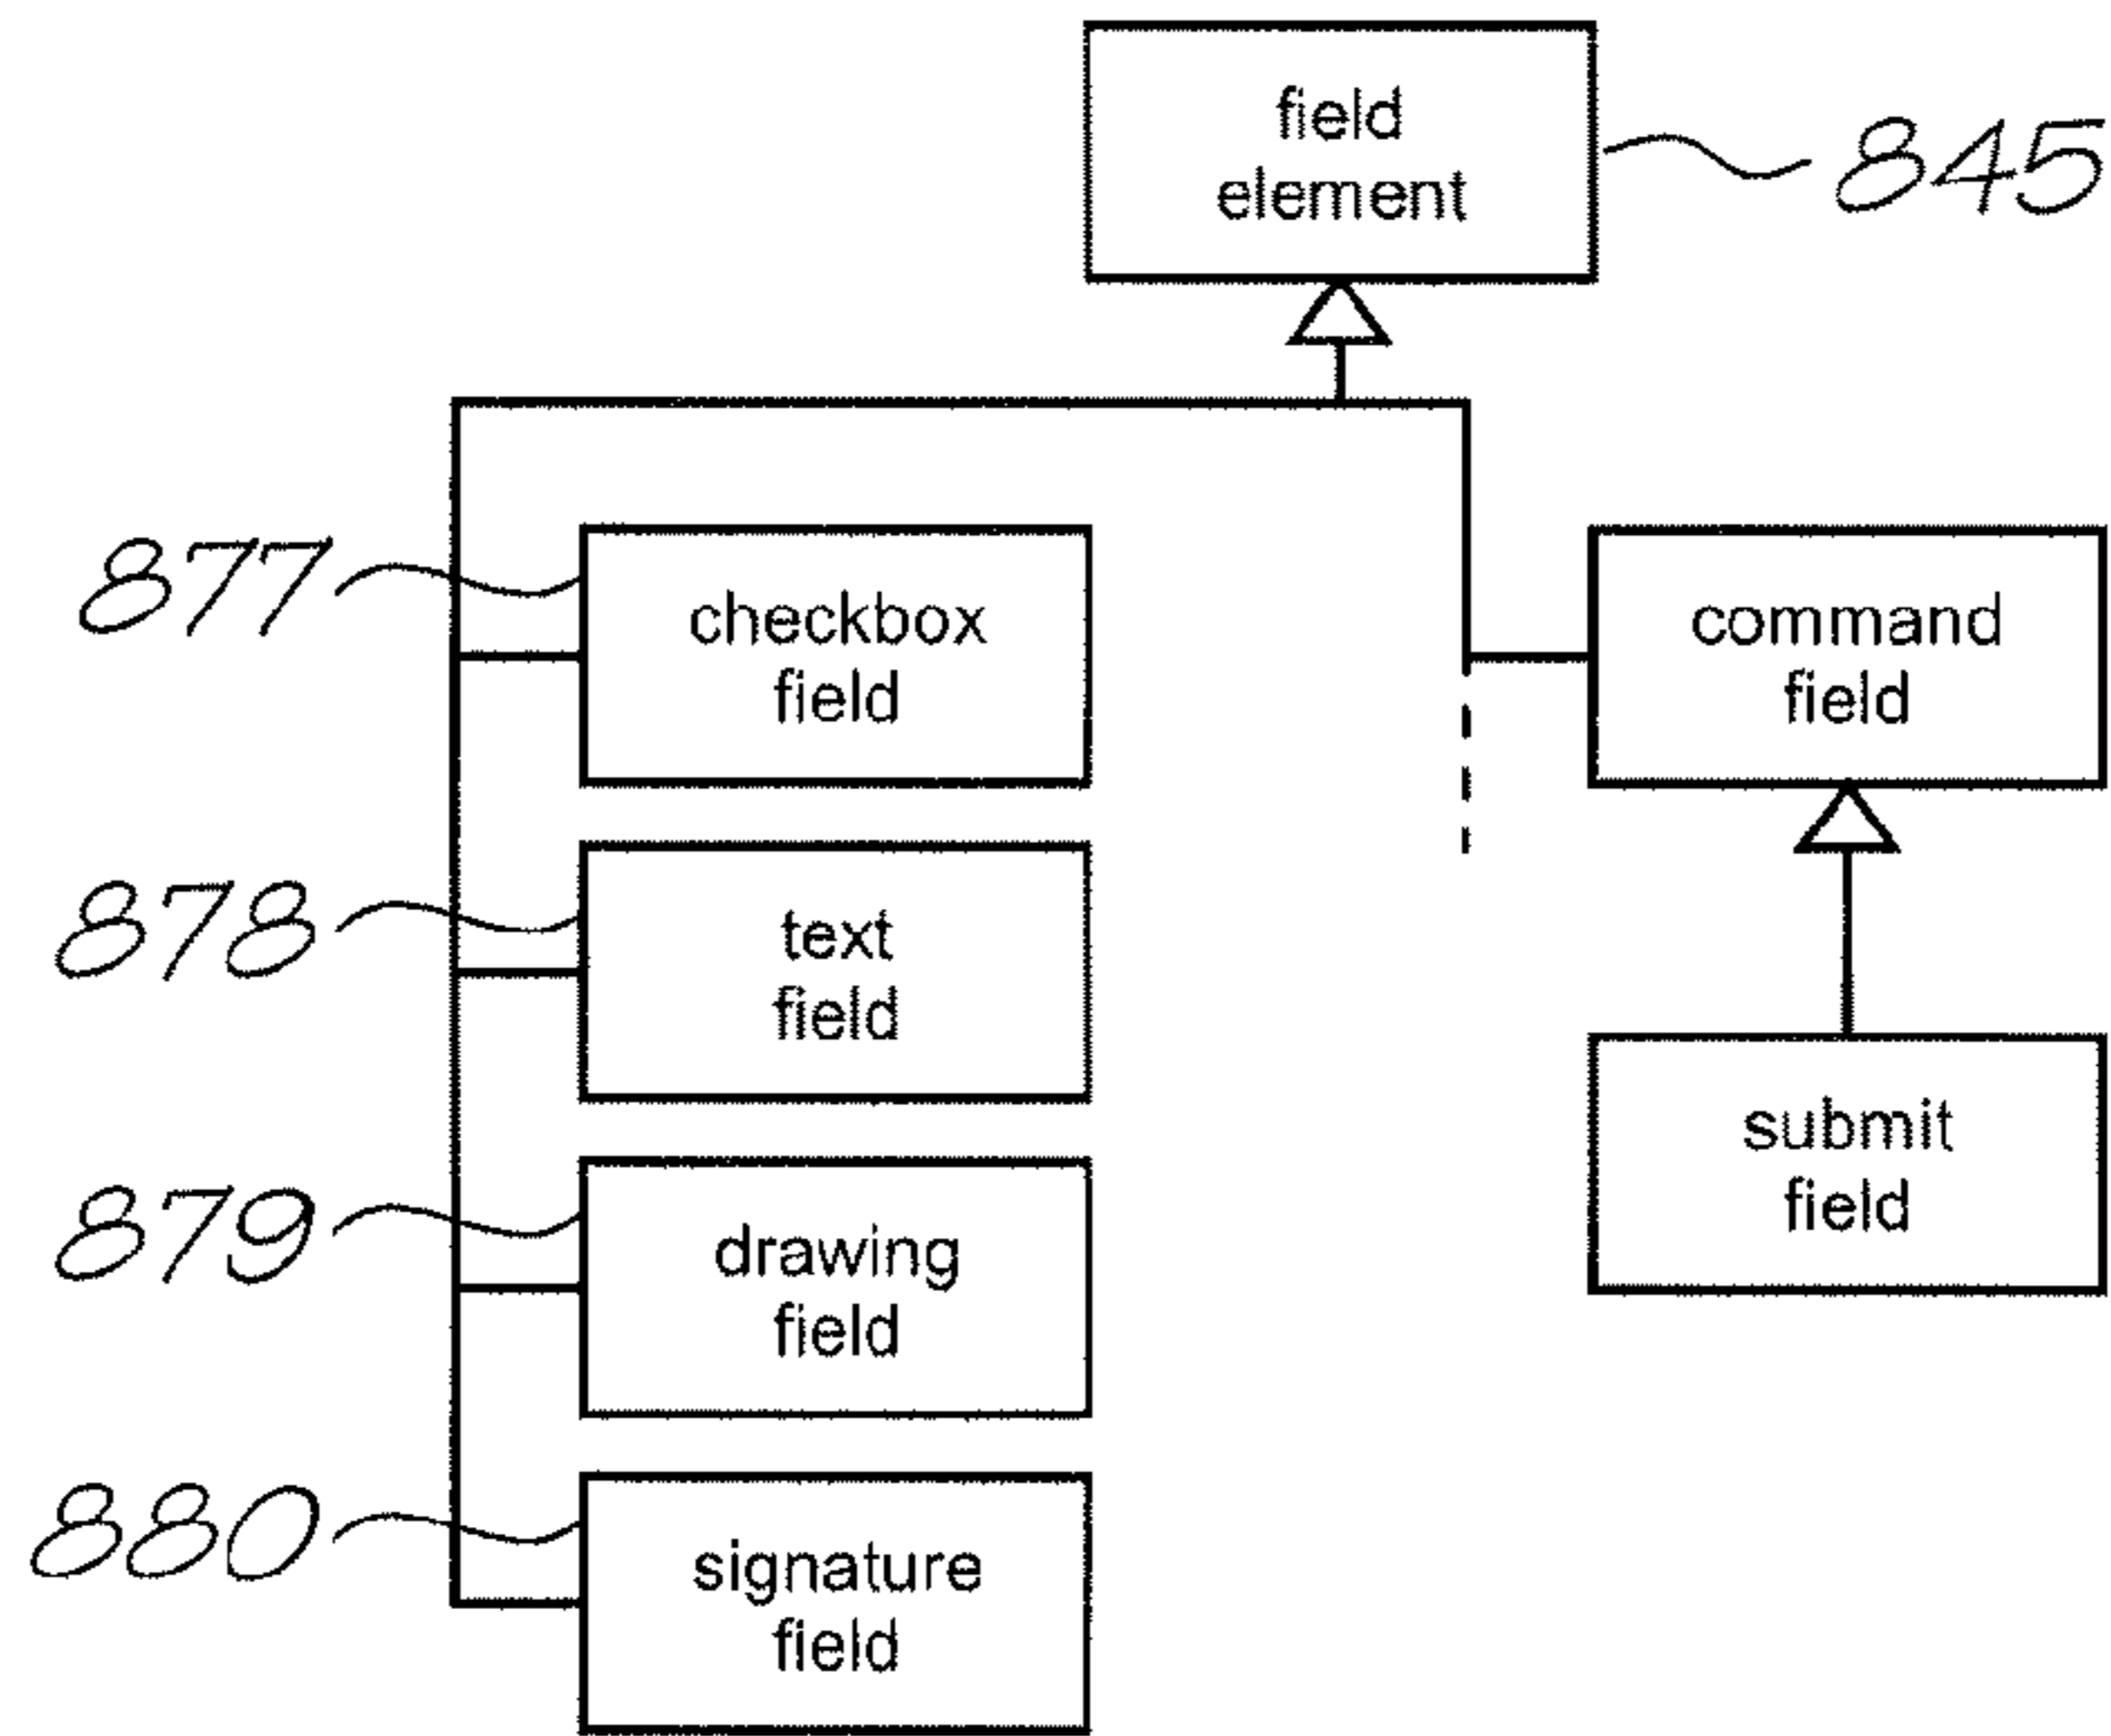 field
element
845
877
checkbox
field
command
field
878
text
field
submit
field
879
drawing
field
880
signature
field